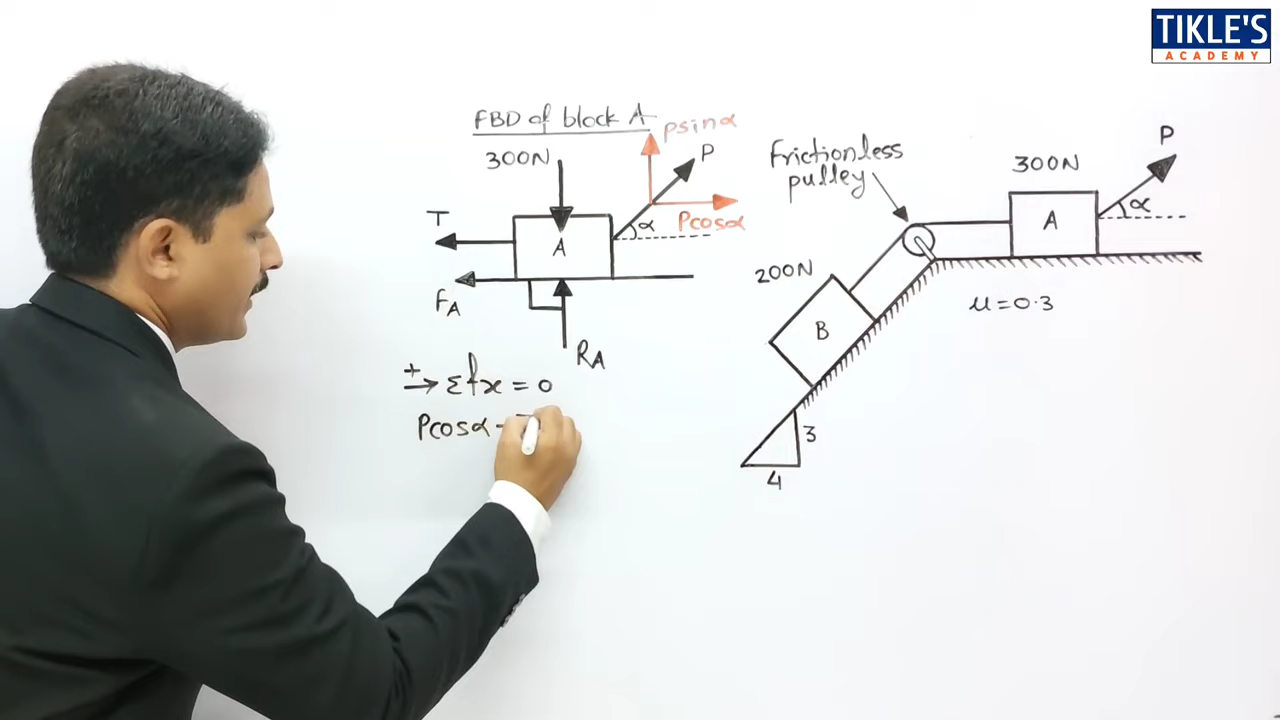 TIKLE'S
ACADEMY
FBD of block A
300N
Psinα
P
T
A
α
Pcosα
FA
RA
+→ Σfx = 0
Pcosα -
Frictionless
pulley
300N
P
A
α
200N
B
μ=0.3
3
4